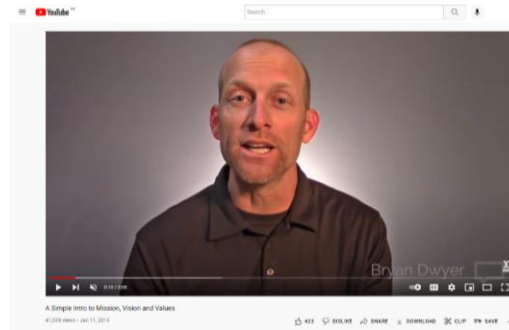 YouTube
Search
Bryan Dwyer
A Simple Intro to Mission, Vision and Values
DISLIKE
SHARE
DOWNLOAD
CLIP
SAVE